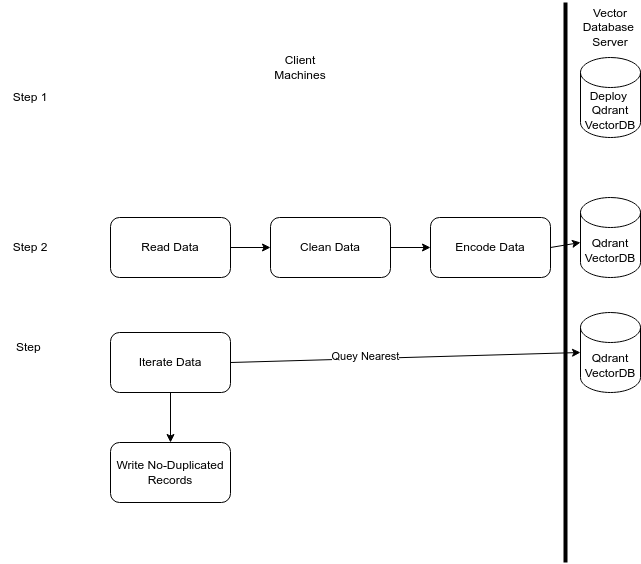 Vector
Database
Server
Client
Machines
Step 1
Deploy
Qdrant
VectorDB
Step 2
Read Data
Clean Data
Encode Data
Qdrant
VectorDB
Step
Iterate Data
Quey Nearest
Qdrant
VectorDB
Write No-Duplicated
Records